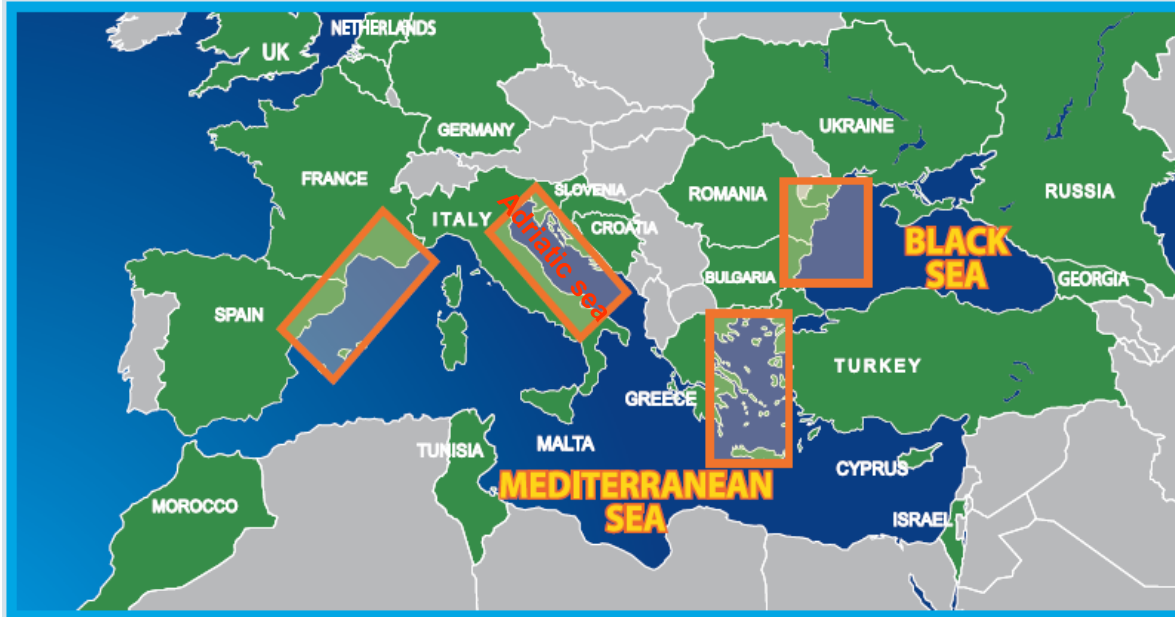 NETHERLANDS
UK
GERMANY
UKRAINE
FRANCE
SLOVENIA
ROMANIA
RUSSIA
ITALY
CROATIA
Adriatic sea
BLACK
SEA
BULGARIA
GEORGIA
SPAIN
TURKEY
GREECE
TUNISIA
MALTA
CYPRUS
MEDITERRANEAN
SEA
MOROCCO
ISRAEL